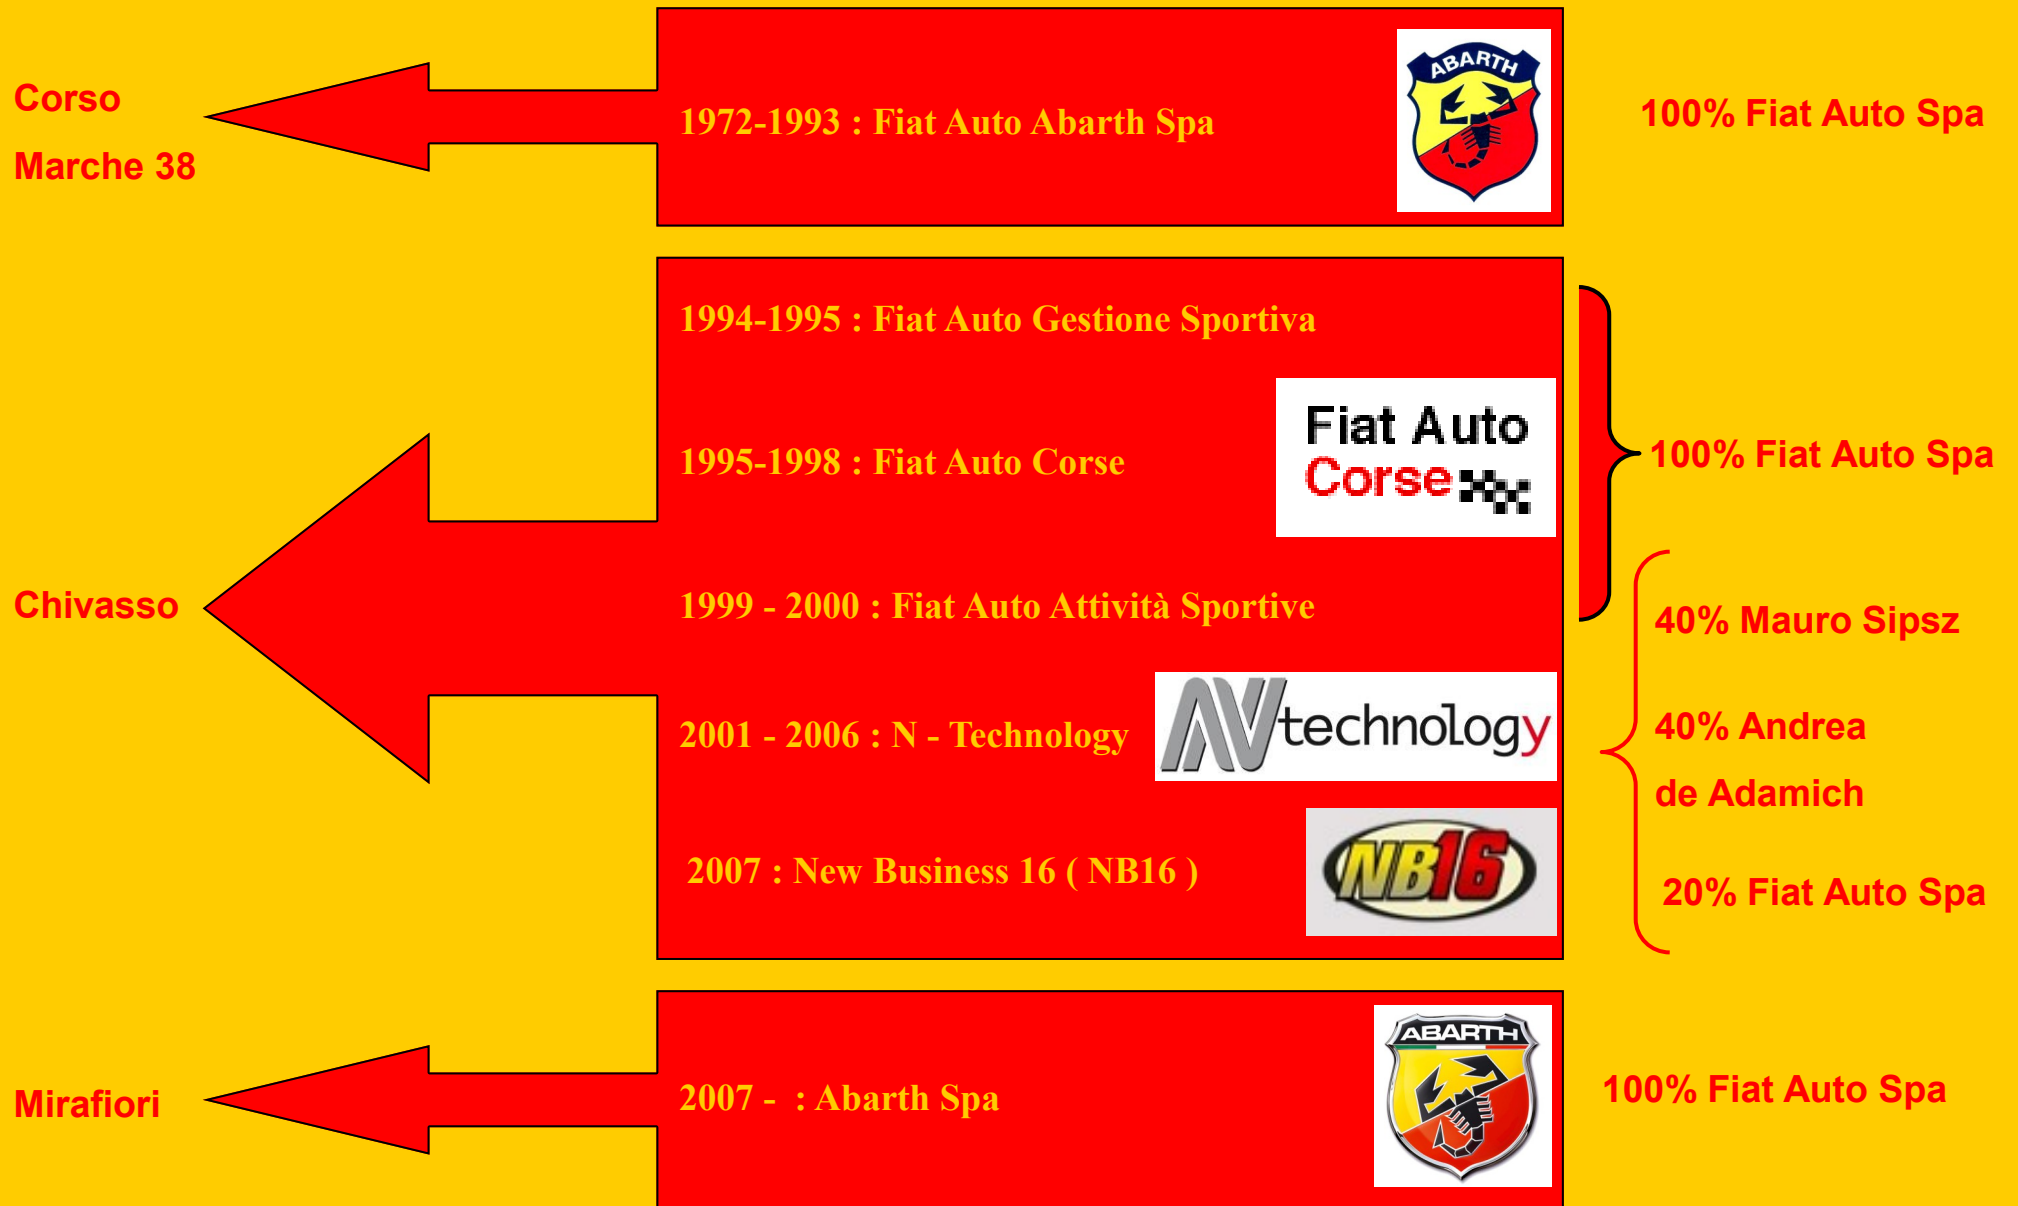 Corso
Marche 38
1972-1993 : Fiat Auto Abarth Spa
ABARTH
100% Fiat Auto Spa
1994-1995 : Fiat Auto Gestione Sportiva
1995-1998 : Fiat Auto Corse
Fiat Auto
Corse
100% Fiat Auto Spa
Chivasso
1999 - 2000 : Fiat Auto Attività Sportive
2001 - 2006 : N - Technology
N technology
2007 : New Business 16 ( NB16 )
NB16
40% Mauro Sipsz
40% Andrea
de Adamich
20% Fiat Auto Spa
Mirafiori
2007 -  : Abarth Spa
ABARTH
100% Fiat Auto Spa